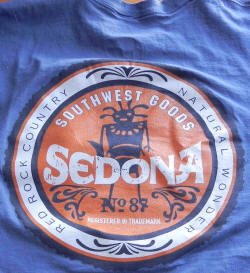 SOUTHWEST GOODS
RED ROCK COUNTRY
NATURAL WONDER
SEDONA
No 87
REGISTERED ® TRADEMARK